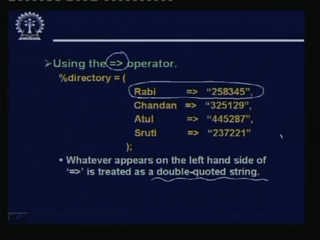 ➢Using the => operator.
%directory = (
Rabi => “258345”,
Chandan => “325129”,
Atul => “445287”,
Sruti => “237221”
);
▪ Whatever appears on the left hand side of
‘=>’ is treated as a double-quoted string.